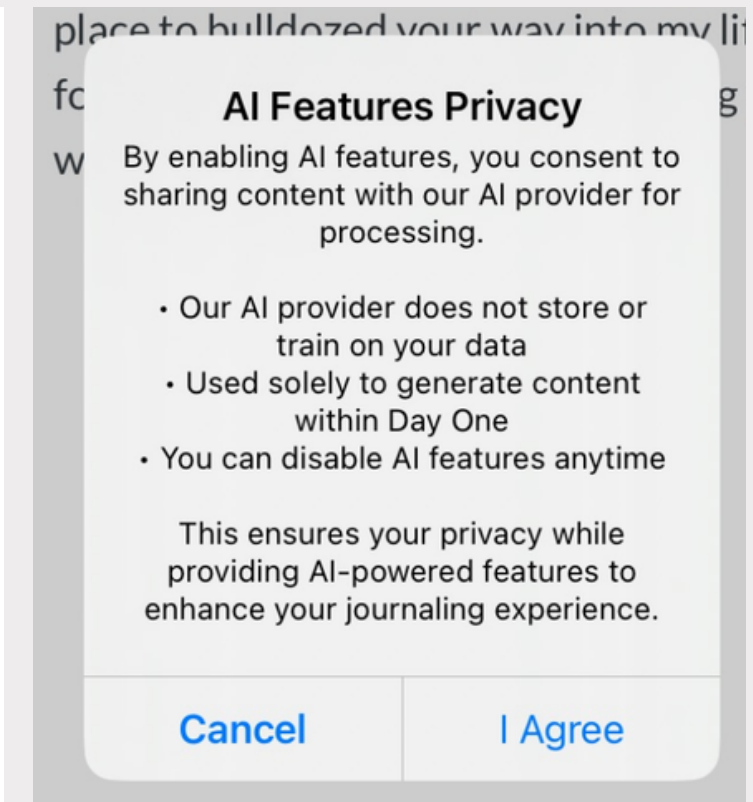 place to bulldozed your way into my
fo
g
w
AI Features Privacy
By enabling AI features, you consent to
sharing content with our AI provider for
processing.
• Our AI provider does not store or
train on your data
• Used solely to generate content
within Day One
• You can disable AI features anytime
This ensures your privacy while
providing AI-powered features to
enhance your journaling experience.
Cancel
I Agree